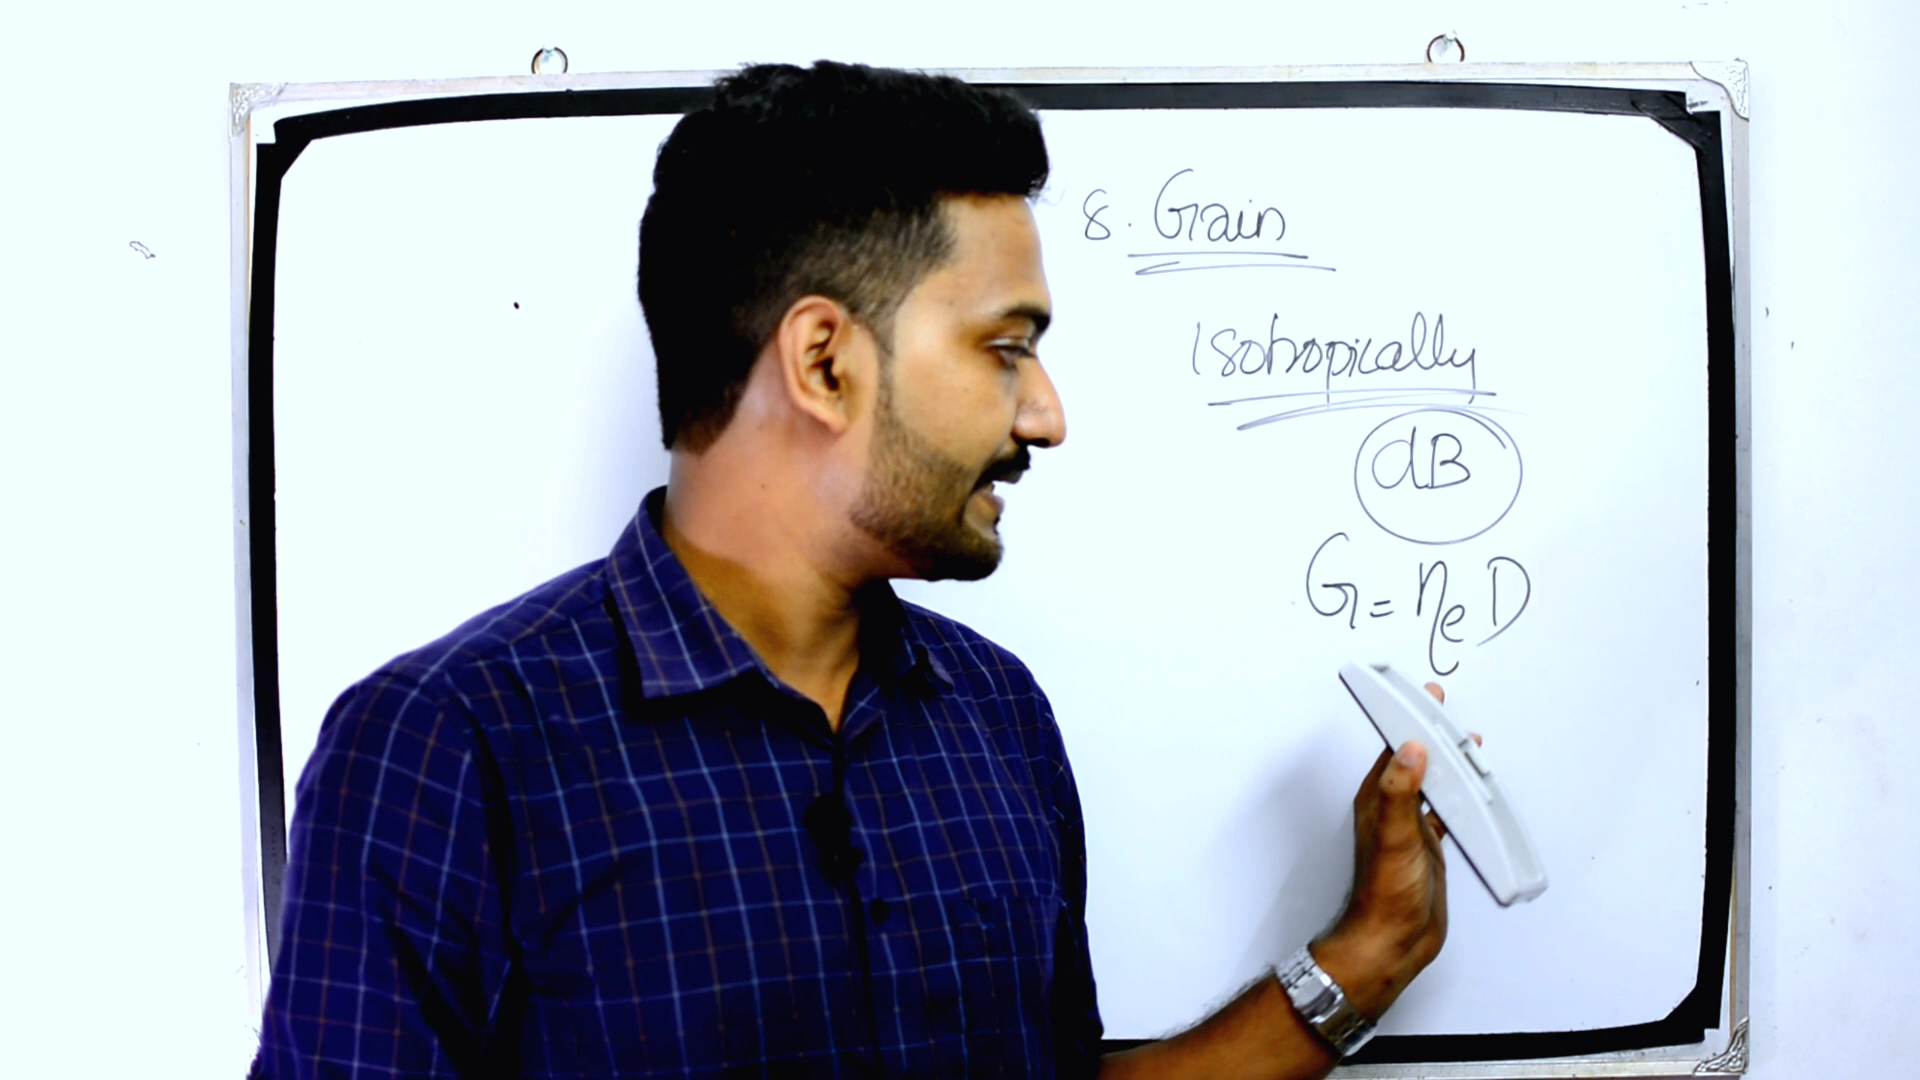 8. Gain
Isotropically
dB
G = ηe D